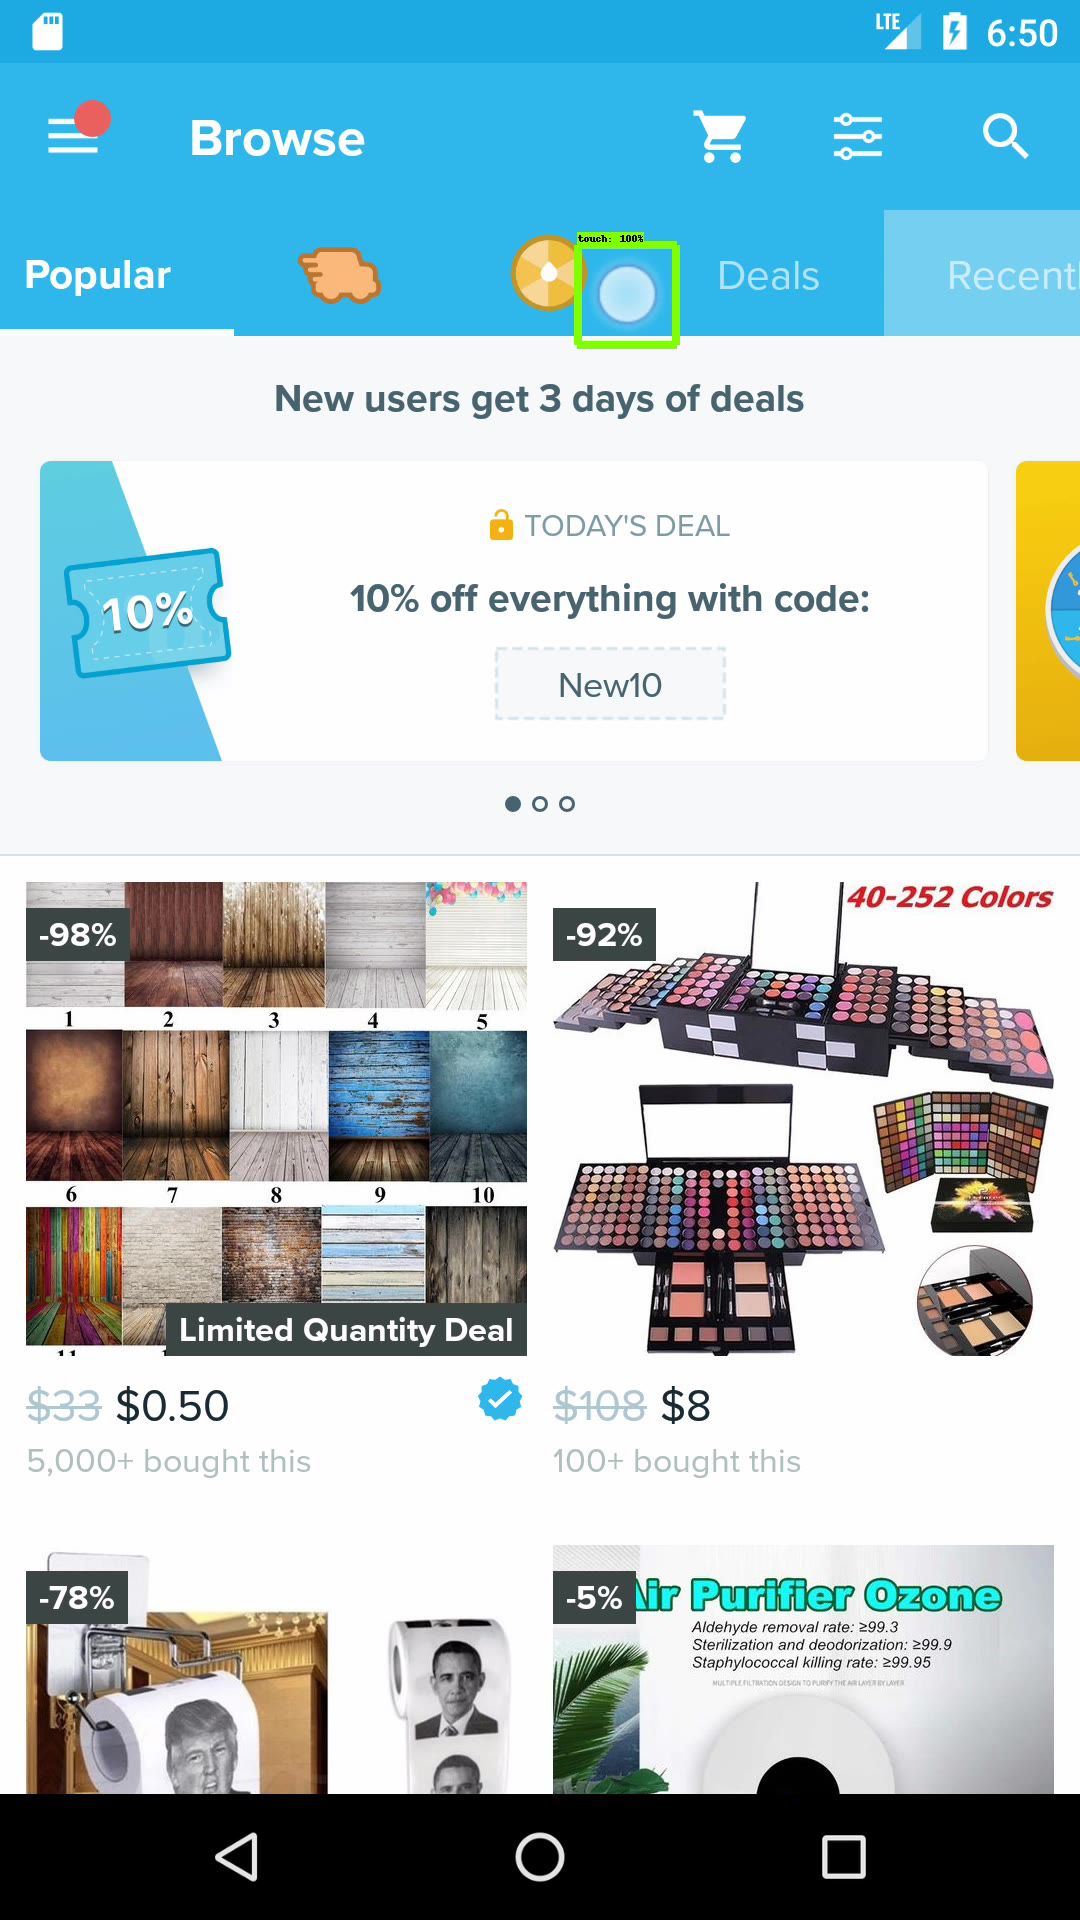 LTE 6:50
Browse
touch: 100%
Popular Deals Recentl
New users get 3 days of deals
TODAY'S DEAL
10% off everything with code:
10%
New10
-98%
1 2 3 4 5
6 7 8 9 10
11
Limited Quantity Deal
$33 $0.50
5,000+ bought this
-92%
40-252 Colors
$108 $8
100+ bought this
-78%
-5%
Air Purifier Ozone
Aldehyde removal rate: ≥99.3
Sterilization and deodorization: ≥99.9
Staphylococcal killing rate: ≥99.95
MULTIPLE FILTRATION DESIGN TO PURIFY THE AIR LAYER BY LAYER